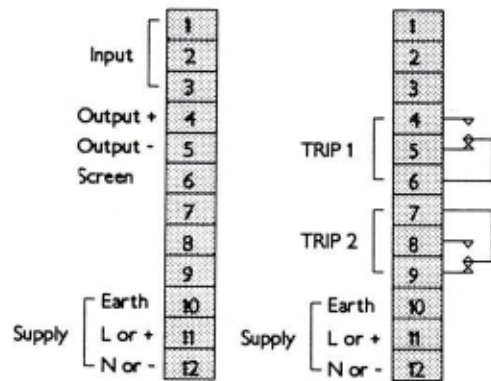 1
Input 2
3
Output + 4
Output - 5
Screen 6
7
8
9
Earth 10
Supply L or + 11
N or - 12
1
2
3
4
TRIP 1 5
6
7
TRIP 2 8
9
Earth 10
Supply L or + 11
N or - 12